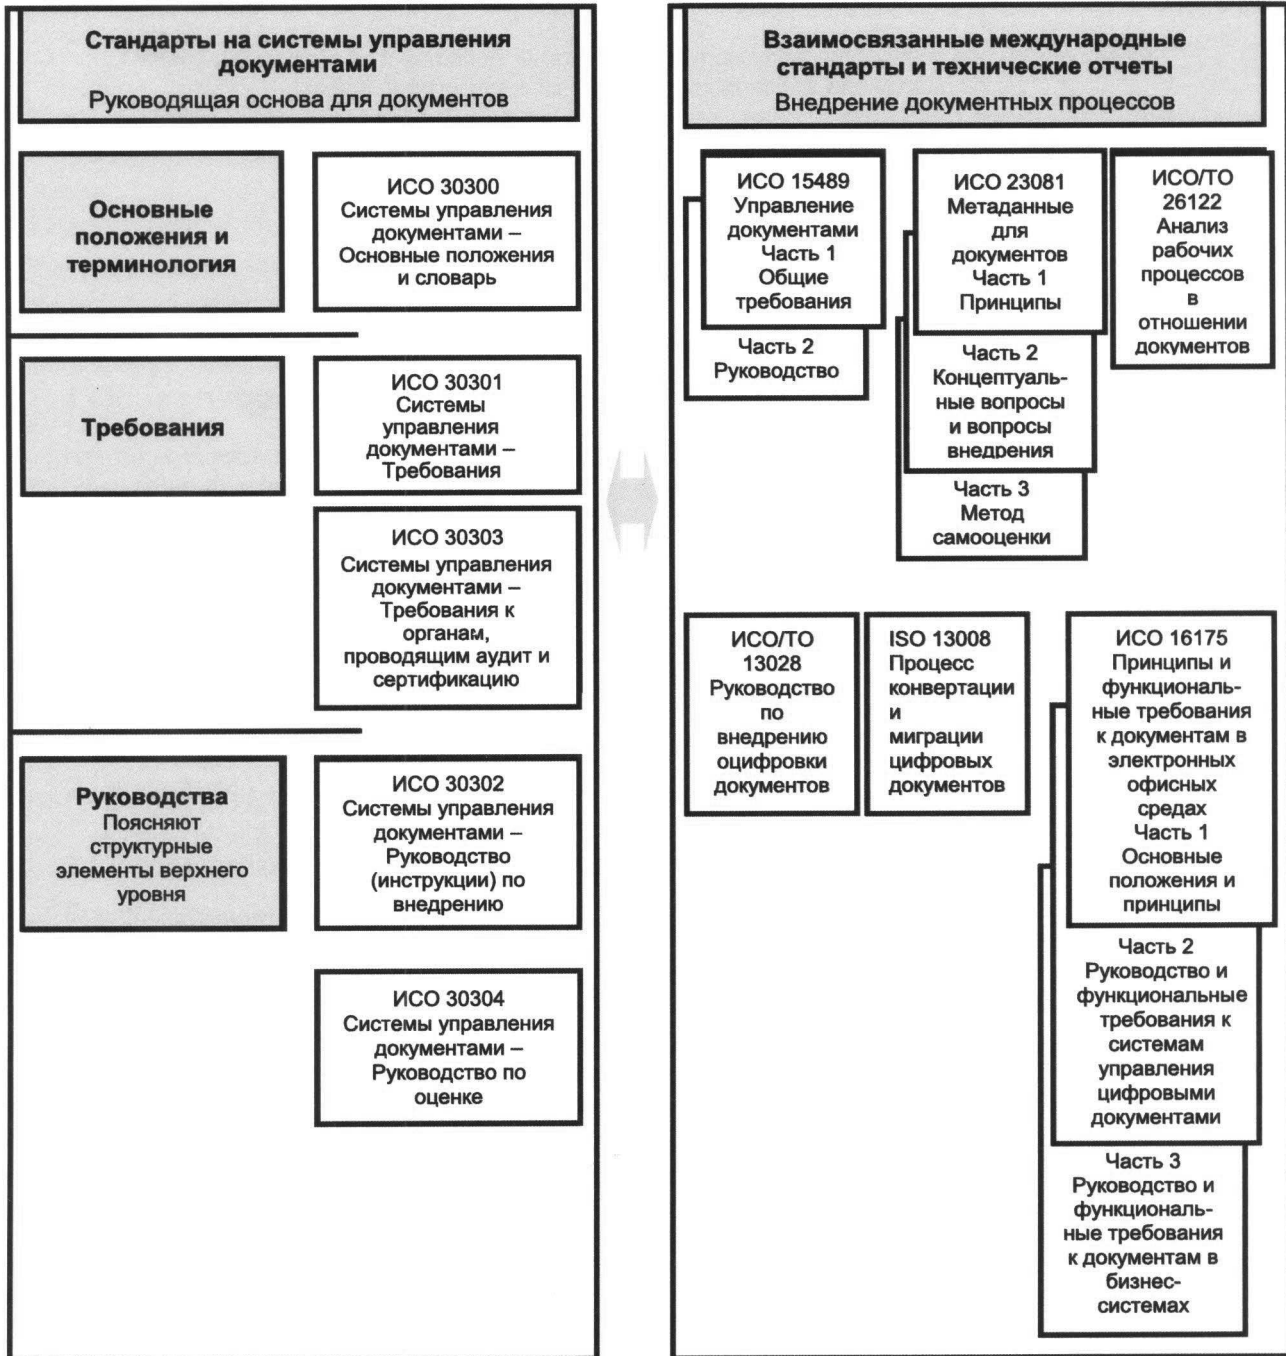 Стандарты на системы управления
документами
Руководящая основа для документов
Основные
положения и
терминология
ИСО 30300
Системы управления
документами –
Основные положения
и словарь
Требования
ИСО 30301
Системы
управления
документами –
Требования
ИСО 30303
Системы управления
документами –
Требования к
органам,
проводящим аудит и
сертификацию
Руководства
Поясняют
структурные
элементы верхнего
уровня
ИСО 30302
Системы управления
документами –
Руководство
(инструкции) по
внедрению
ИСО 30304
Системы управления
документами –
Руководство по
оценке
Взаимосвязанные международные
стандарты и технические отчеты
Внедрение документных процессов
ИСО 15489
Управление
документами
Часть 1
Общие
требования
Часть 2
Руководство
ИСО 23081
Метаданные
для
документов
Часть 1
Принципы
Часть 2
Концептуаль-
ные вопросы
и вопросы
внедрения
Часть 3
Метод
самооценки
ИСО/ТО
26122
Анализ
рабочих
процессов
в
отношении
документов
ИСО/ТО
13028
Руководство
по
внедрению
оцифровки
документов
ISO 13008
Процесс
конвертации
и
миграции
цифровых
документов
ИСО 16175
Принципы и
функциональ-
ные требования
к документам в
электронных
офисных
средах
Часть 1
Основные
положения и
принципы
Часть 2
Руководство и
функциональные
требования к
системам
управления
цифровыми
документами
Часть 3
Руководство и
функциональ-
ные требования
к документам в
бизнес-
системах